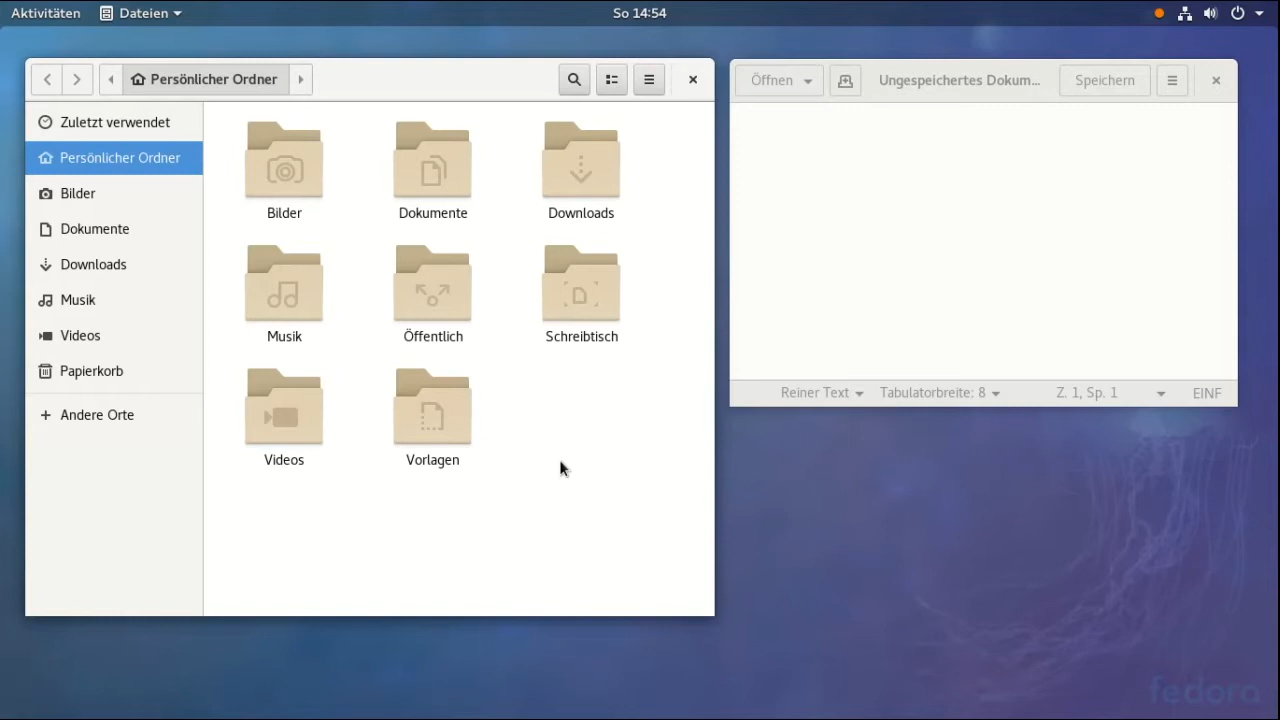 Aktivitäten Dateien So 14:54
Persönlicher Ordner
Zuletzt verwendet
Persönlicher Ordner
Bilder
Dokumente
Downloads
Musik
Videos
Papierkorb
Andere Orte
Bilder Dokumente Downloads
Musik Öffentlich Schreibtisch
Videos Vorlagen
Öffnen Ungespeichertes Dokum... Speichern
Reiner Text Tabulatorbreite: 8 Z. 1, Sp. 1 EINF
fedora